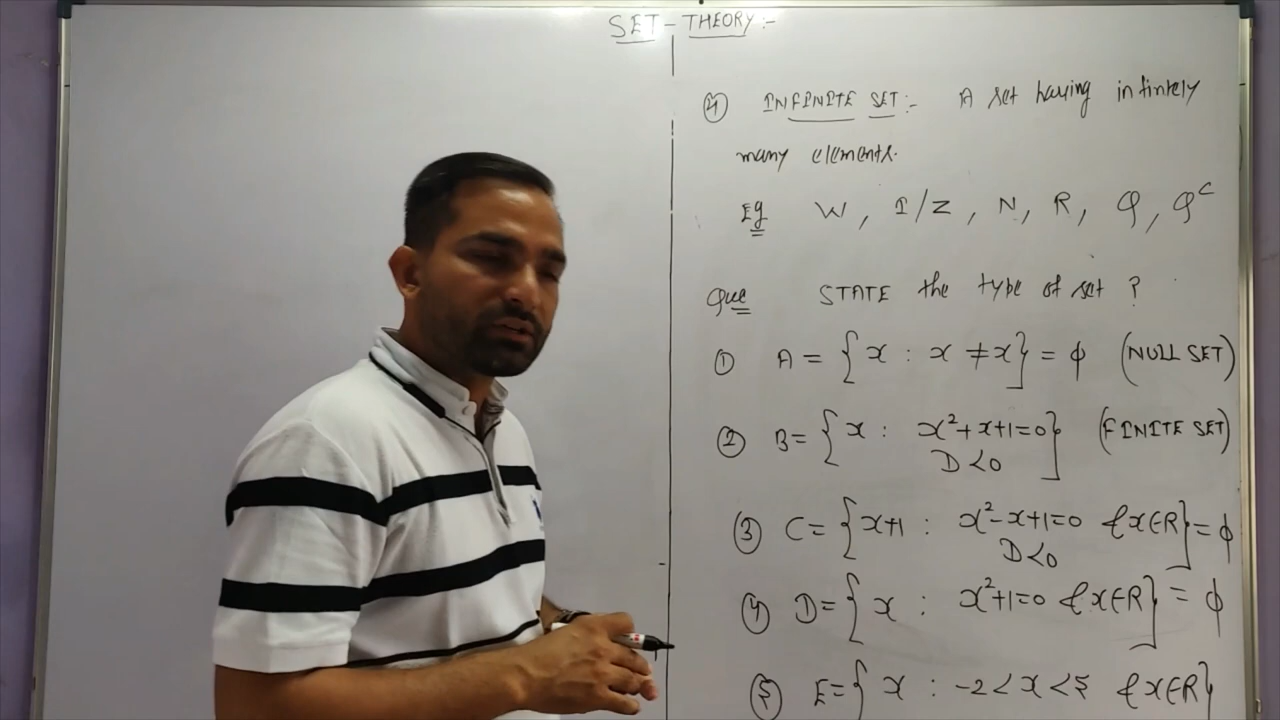 SET - THEORY :-
④ INFINITE SET :- A set having infintely
many elements.
Eg W, I/Z, N, R, Q, Q^c
Que STATE the type of set ?
① A = { x : x ≠ x } = ϕ (NULL SET)
② B = { x : x²+x+1=0 } (FINITE SET)
D<0
③ C = { x+1 : x²-x+1=0 & x∈R } = ϕ
D<0
④ D = { x : x²+1=0 & x∈R } = ϕ
⑤ E = { x : -2 < x < 5 & x∈R }